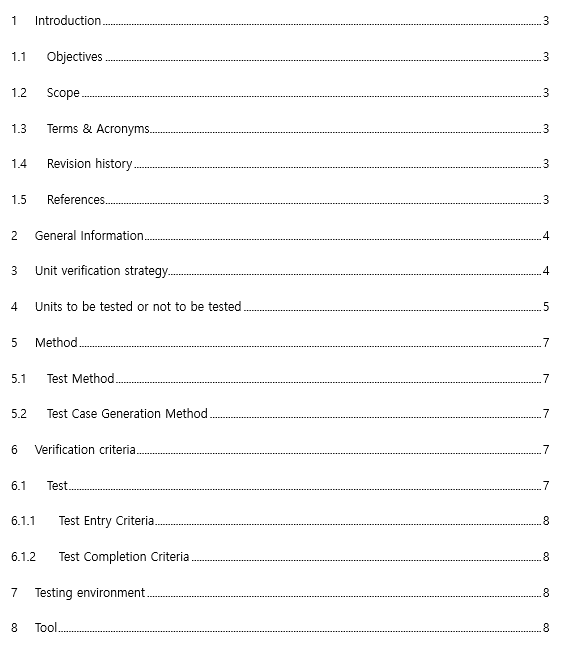 1 Introduction 3
1.1 Objectives 3
1.2 Scope 3
1.3 Terms & Acronyms 3
1.4 Revision history 3
1.5 References 3
2 General Information 4
3 Unit verification strategy 4
4 Units to be tested or not to be tested 5
5 Method 7
5.1 Test Method 7
5.2 Test Case Generation Method 7
6 Verification criteria 7
6.1 Test 7
6.1.1 Test Entry Criteria 8
6.1.2 Test Completion Criteria 8
7 Testing environment 8
8 Tool 8